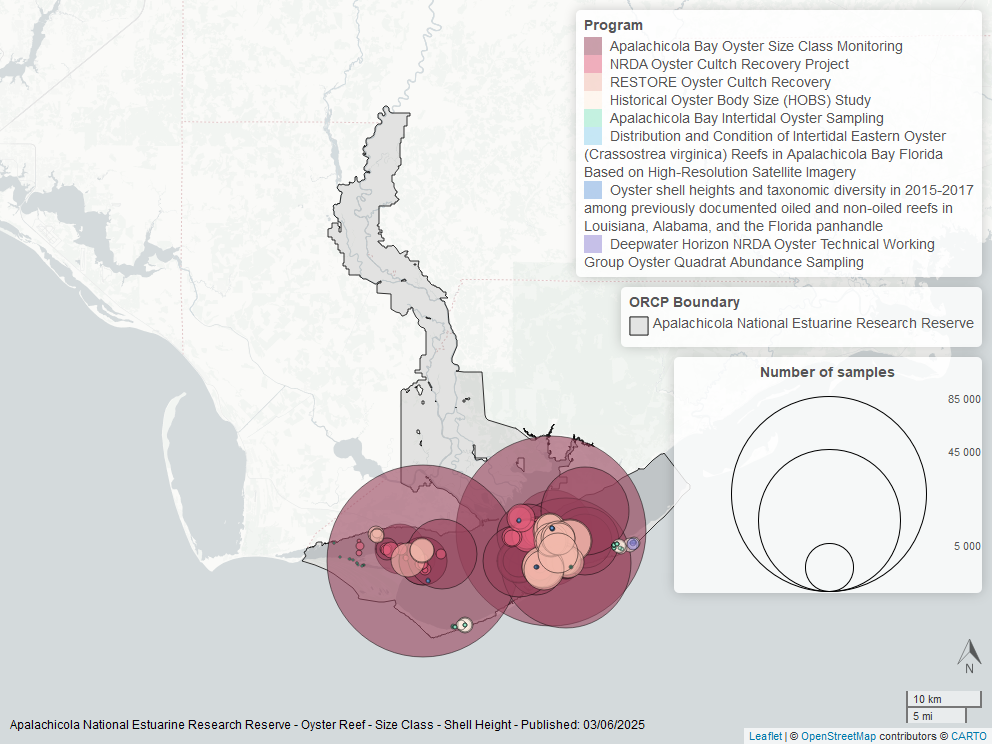 Program
Apalachicola Bay Oyster Size Class Monitoring
NRDA Oyster Cultch Recovery Project
RESTORE Oyster Cultch Recovery
Historical Oyster Body Size (HOBS) Study
Apalachicola Bay Intertidal Oyster Sampling
Distribution and Condition of Intertidal Eastern Oyster
(Crassostrea virginica) Reefs in Apalachicola Bay Florida
Based on High-Resolution Satellite Imagery
Oyster shell heights and taxonomic diversity in 2015-2017
among previously documented oiled and non-oiled reefs in
Louisiana, Alabama, and the Florida panhandle
Deepwater Horizon NRDA Oyster Technical Working
Group Oyster Quadrat Abundance Sampling
ORCP Boundary
Apalachicola National Estuarine Research Reserve
Number of samples
85 000
45 000
5 000
N
10 km
5 mi
Apalachicola National Estuarine Research Reserve - Oyster Reef - Size Class - Shell Height - Published: 03/06/2025
Leaflet | © OpenStreetMap contributors © CARTO